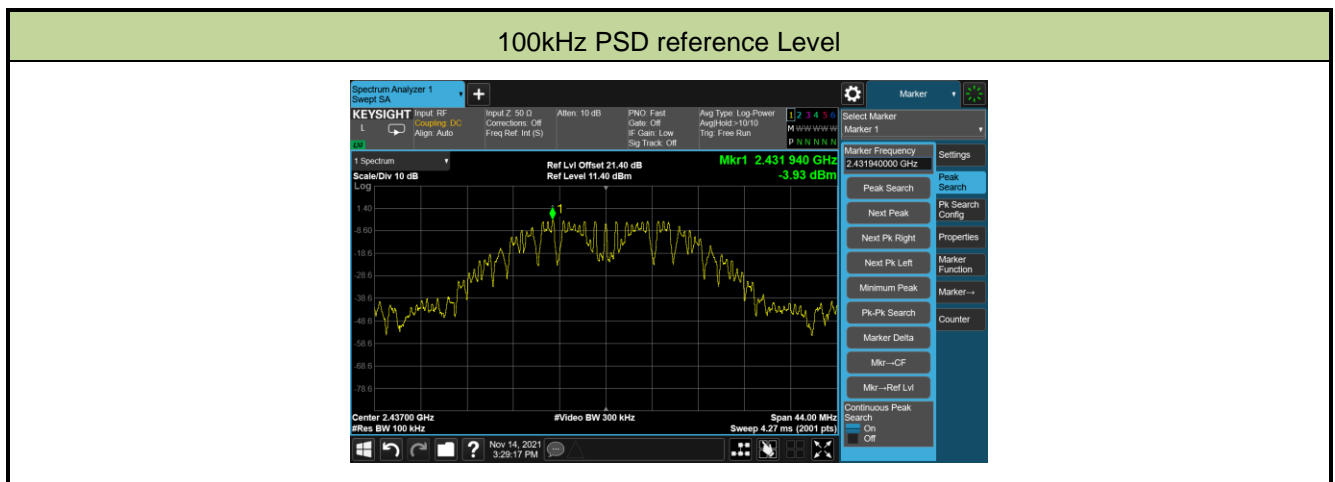 100kHz PSD reference Level
Spectrum Analyzer 1
Swept SA
Marker
KEYSIGHT
L
Input: RF
Coupling: DC
Align: Auto
Input Z: 50 Ω
Corrections: Off
Freq Ref: Int (S)
Atten: 10 dB
PNO: Fast
Gate: Off
IF Gain: Low
Sig Track: Off
Avg Type: Log-Power
Avg|Hold:>10/10
Trig: Free Run
1 2 3 4 5 6
M W W W W W
P N N N N N
Select Marker
Marker 1
1 Spectrum
Scale/Div 10 dB
Log
Ref Lvl Offset 21.40 dB
Ref Level 11.40 dBm
Mkr1 2.431 940 GHz
-3.93 dBm
1
1.40
-8.60
-18.6
-28.6
-38.6
-48.6
-58.6
-68.6
-78.6
Center 2.43700 GHz
#Res BW 100 kHz
#Video BW 300 kHz
Span 44.00 MHz
Sweep 4.27 ms (2001 pts)
Marker Frequency
2.431940000 GHz
Peak Search
Next Peak
Next Pk Right
Next Pk Left
Minimum Peak
Pk-Pk Search
Marker Delta
Mkr→CF
Mkr→Ref Lvl
Continuous Peak
Search
On
Off
Settings
Peak
Search
Pk Search
Config
Properties
Marker
Function
Marker→
Counter
?
Nov 14, 2021
3:29:17 PM